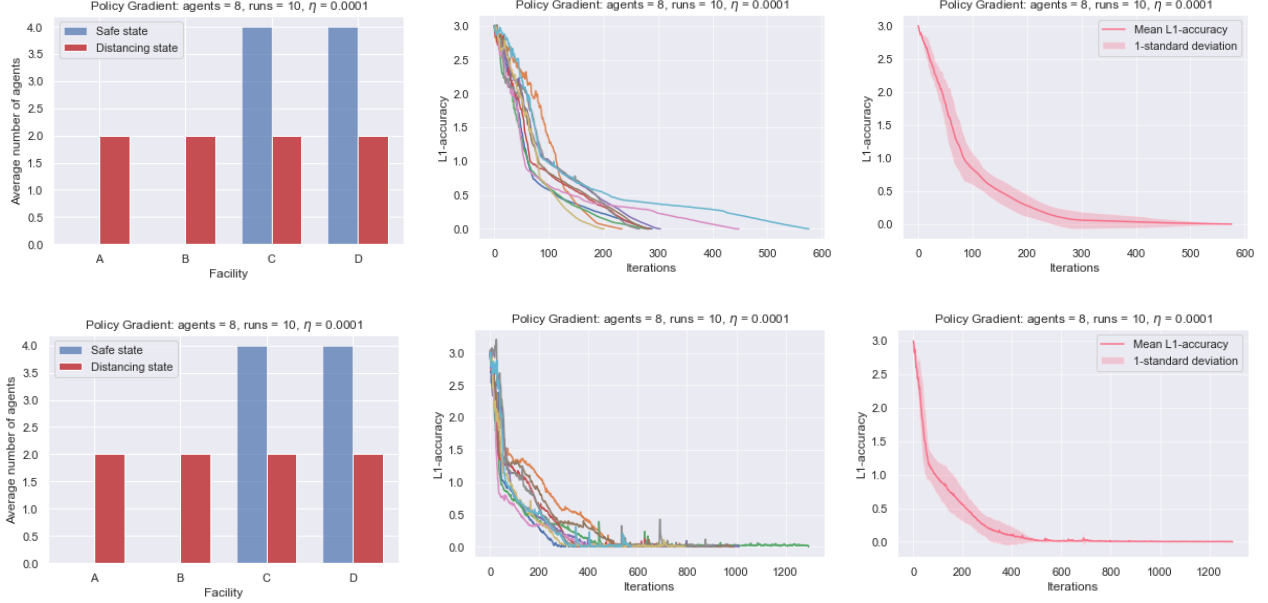 Policy Gradient: agents = 8, runs = 10, η = 0.0001
Average number of agents
4.0
3.5
3.0
2.5
2.0
1.5
1.0
0.5
0.0
Safe state
Distancing state
A B C D
Facility
Policy Gradient: agents = 8, runs = 10, η = 0.0001
L1-accuracy
3.0
2.5
2.0
1.5
1.0
0.5
0.0
0 100 200 300 400 500 600
Iterations
Policy Gradient: agents = 8, runs = 10, η = 0.0001
L1-accuracy
3.0
2.5
2.0
1.5
1.0
0.5
0.0
Mean L1-accuracy
1-standard deviation
0 100 200 300 400 500 600
Iterations
Policy Gradient: agents = 8, runs = 10, η = 0.0001
Average number of agents
4.0
3.5
3.0
2.5
2.0
1.5
1.0
0.5
0.0
Safe state
Distancing state
A B C D
Facility
Policy Gradient: agents = 8, runs = 10, η = 0.0001
L1-accuracy
3.0
2.5
2.0
1.5
1.0
0.5
0.0
0 200 400 600 800 1000 1200
Iterations
Policy Gradient: agents = 8, runs = 10, η = 0.0001
L1-accuracy
3.0
2.5
2.0
1.5
1.0
0.5
0.0
Mean L1-accuracy
1-standard deviation
0 200 400 600 800 1000 1200
Iterations